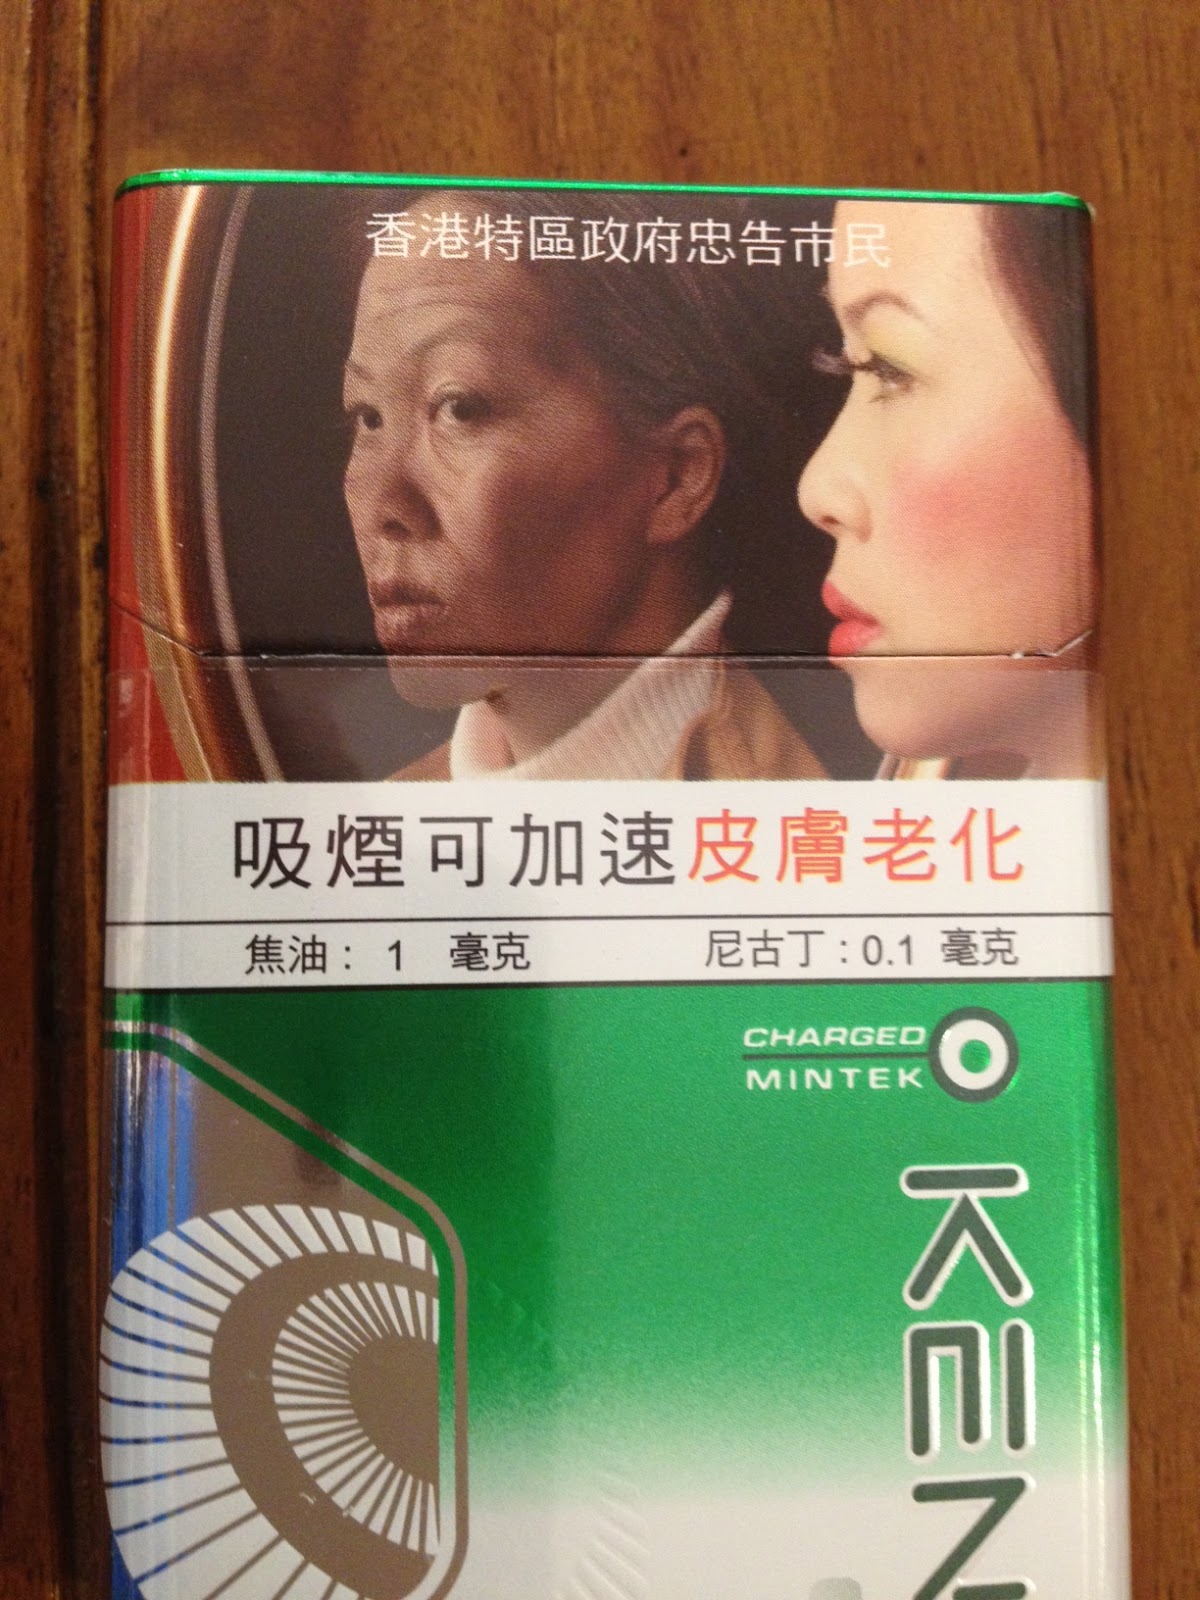 香港特區政府忠告市民
吸煙可加速皮膚老化
焦油: 1 毫克 尼古丁:0.1 毫克
CHARGED
MINTEK
KEN